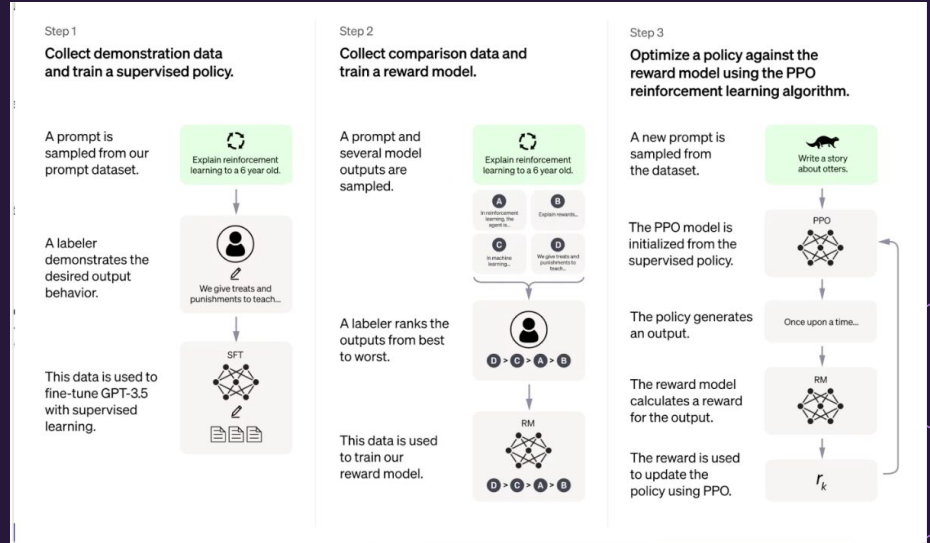 Step 1
Collect demonstration data
and train a supervised policy.
A prompt is
sampled from our
prompt dataset.
Explain reinforcement
learning to a 6 year old.
A labeler
demonstrates the
desired output
behavior.
We give treats and
punishments to teach...
This data is used to
fine-tune GPT-3.5
with supervised
learning.
SFT
Step 2
Collect comparison data and
train a reward model.
A prompt and
several model
outputs are
sampled.
Explain reinforcement
learning to a 6 year old.
A
In reinforcement
learning, the
agent is...
B
Explain rewards...
C
In machine
learning...
D
We give treats and
punishments to
teach...
A labeler ranks the
outputs from best
to worst.
D > C > A > B
This data is used
to train our
reward model.
RM
D > C > A > B
Step 3
Optimize a policy against the
reward model using the PPO
reinforcement learning algorithm.
A new prompt is
sampled from
the dataset.
Write a story
about otters.
The PPO model is
initialized from the
supervised policy.
PPO
The policy generates
an output.
Once upon a time...
The reward model
calculates a reward
for the output.
RM
The reward is used
to update the
policy using PPO.
rk